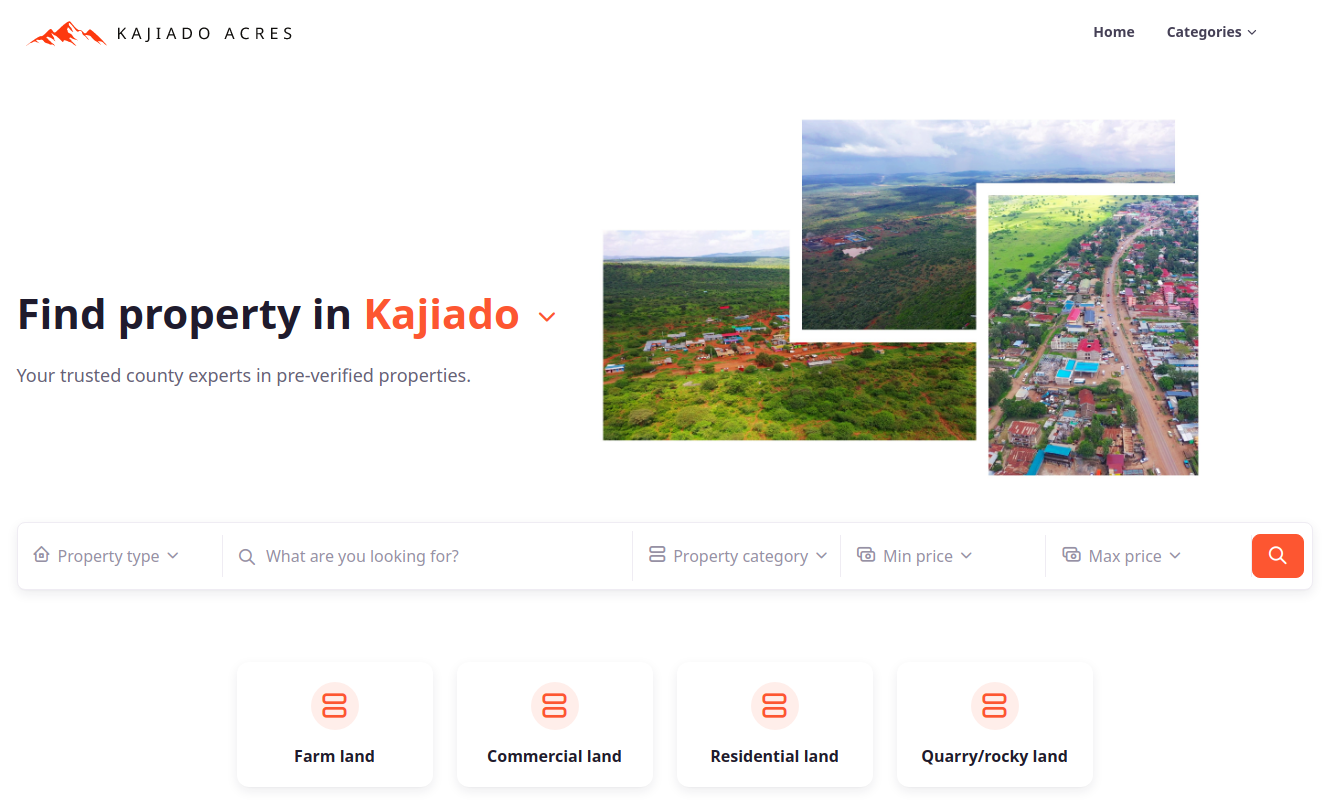 KAJIADO ACRES
Home
Categories
Find property in Kajiado
Your trusted county experts in pre-verified properties.
Property type
What are you looking for?
Property category
Min price
Max price
Farm land
Commercial land
Residential land
Quarry/rocky land